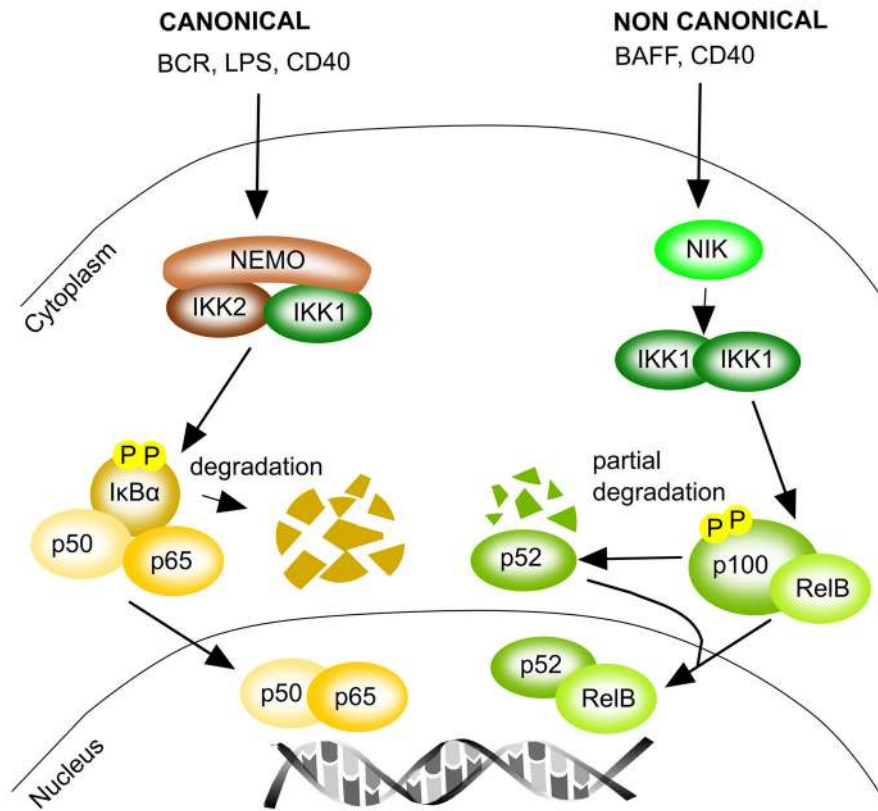 CANONICAL
BCR, LPS, CD40
NON CANONICAL
BAFF, CD40
Cytoplasm
NEMO
IKK2
IKK1
NIK
IKK1
IKK1
P P
IκBα
degradation
p50
p65
partial
degradation
p52
P P
p100
RelB
p50
p65
p52
RelB
Nucleus